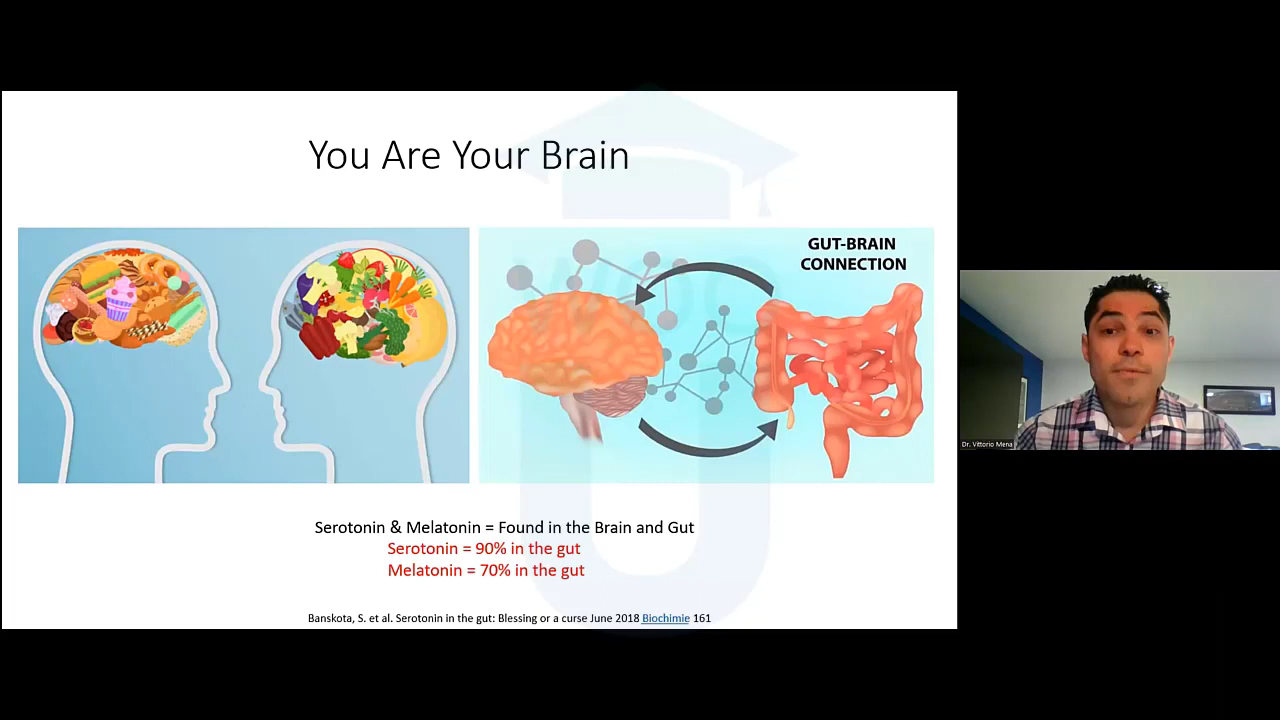 You Are Your Brain
GUT-BRAIN
CONNECTION
Serotonin & Melatonin = Found in the Brain and Gut
Serotonin = 90% in the gut
Melatonin = 70% in the gut
Banskota, S. et al. Serotonin in the gut: Blessing or a curse June 2018 Biochimie 161
Dr. Vittorio Mena